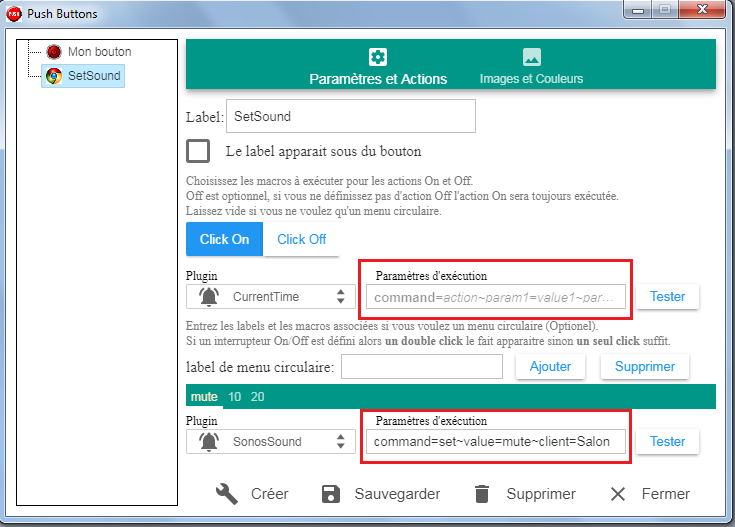 Push Buttons
Mon bouton
SetSound
Paramètres et Actions
Images et Couleurs
Label: SetSound
Le label apparait sous du bouton
Choisissez les macros à exécuter pour les actions On et Off.
Off est optionnel, si vous ne définissez pas d'action Off l'action On sera toujours exécutée.
Laissez vide si vous ne voulez qu'un menu circulaire.
Click On Click Off
Plugin Paramètres d'exécution
CurrentTime command=action~param1=value1~par... Tester
Entrez les labels et les macros associées si vous voulez un menu circulaire (Optionel).
Si un interrupteur On/Off est défini alors un double click le fait apparaitre sinon un seul click suffit.
label de menu circulaire: Ajouter Supprimer
mute 10 20
Plugin Paramètres d'exécution
SonosSound command=set~value=mute~client=Salon Tester
Créer Sauvegarder Supprimer Fermer